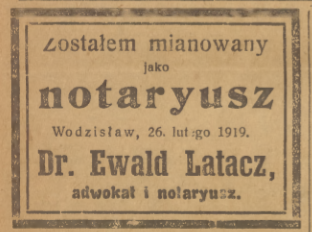 Zostałem mianowany
jako
notaryusz
Wodzisław, 26. lutego 1919.
Dr. Ewald Latacz,
adwokat i notaryusz.